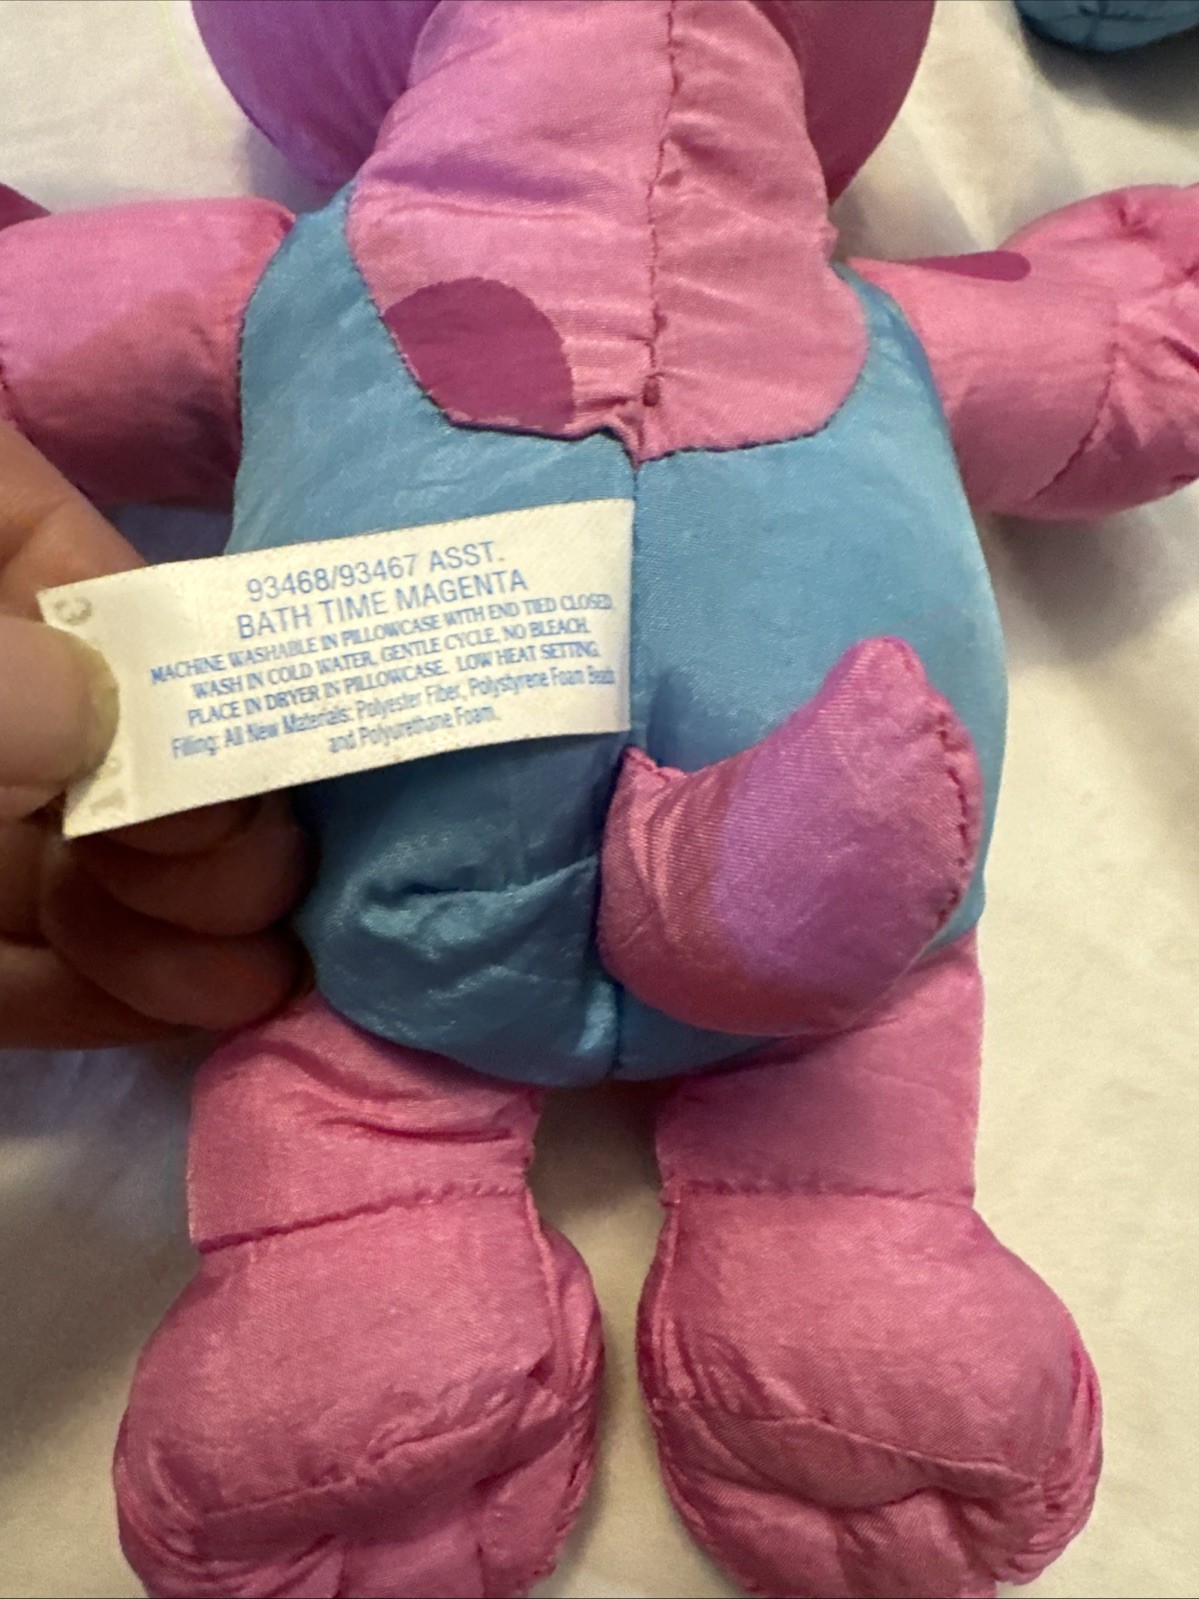 93468/93467 ASST.
BATH TIME MAGENTA
MACHINE WASHABLE IN PILLOWCASE WITH END TIED CLOSED.
WASH IN COLD WATER, GENTLE CYCLE, NO BLEACH.
PLACE IN DRYER IN PILLOWCASE. LOW HEAT SETTING.
Filling: All New Materials: Polyester Fiber, Polystyrene Foam Beads
and Polyurethane Foam.